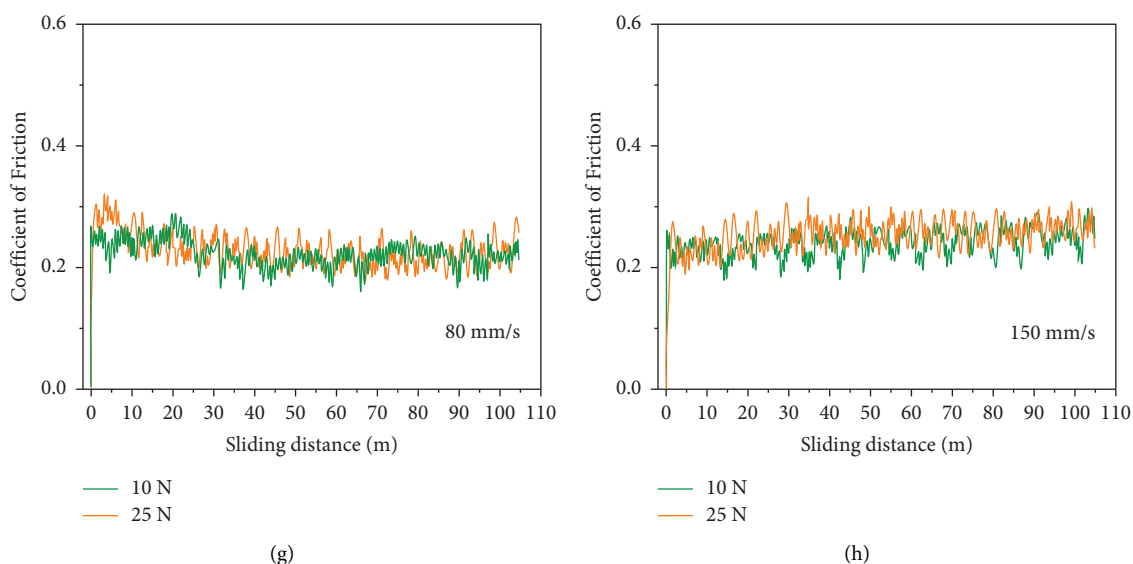 0.6
0.4
0.2
0.0
Coefficient of Friction
80 mm/s
0 10 20 30 40 50 60 70 80 90 100 110
Sliding distance (m)
10 N
25 N
(g)
0.6
0.4
0.2
0.0
Coefficient of Friction
150 mm/s
0 10 20 30 40 50 60 70 80 90 100 110
Sliding distance (m)
10 N
25 N
(h)